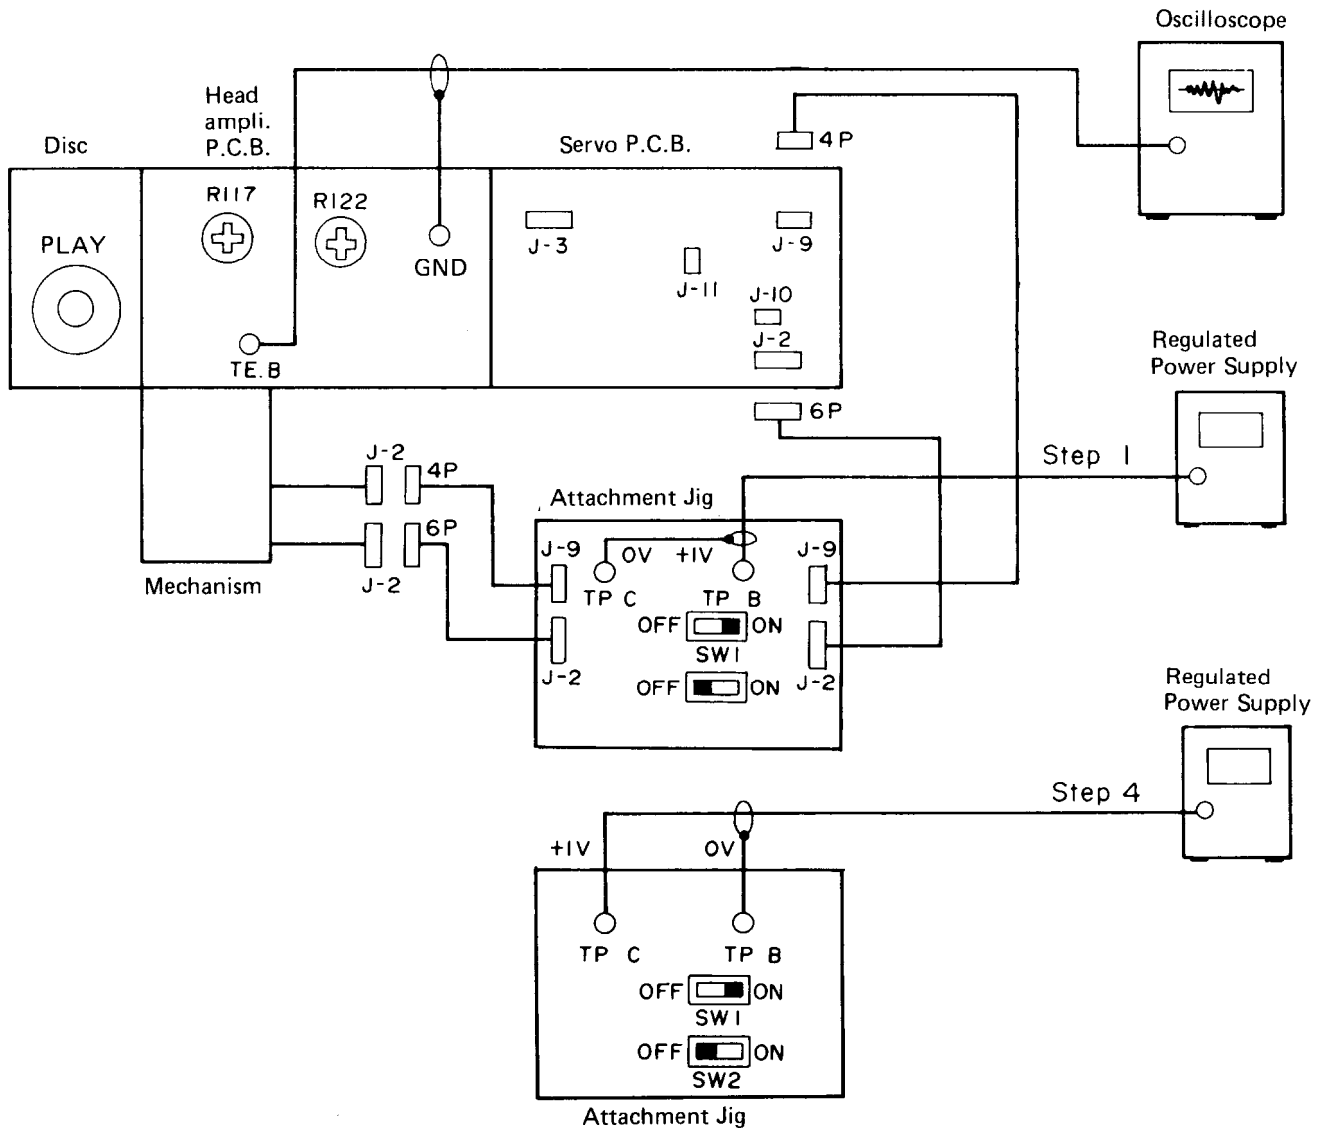 Oscilloscope
Head
ampli.
P.C.B.
Disc
Servo P.C.B.
4P
R117
R122
PLAY
GND
J-3
J-9
J-11
J-10
J-2
TE.B
6P
Regulated
Power Supply
Step 1
J-2
4P
6P
J-2
Mechanism
Attachment Jig
J-9
0V
+1V
J-9
TP C
TP B
OFF
ON
SW1
J-2
OFF
ON
J-2
Regulated
Power Supply
Step 4
+1V
0V
TP C
TP B
OFF
ON
SW1
OFF
ON
SW2
Attachment Jig